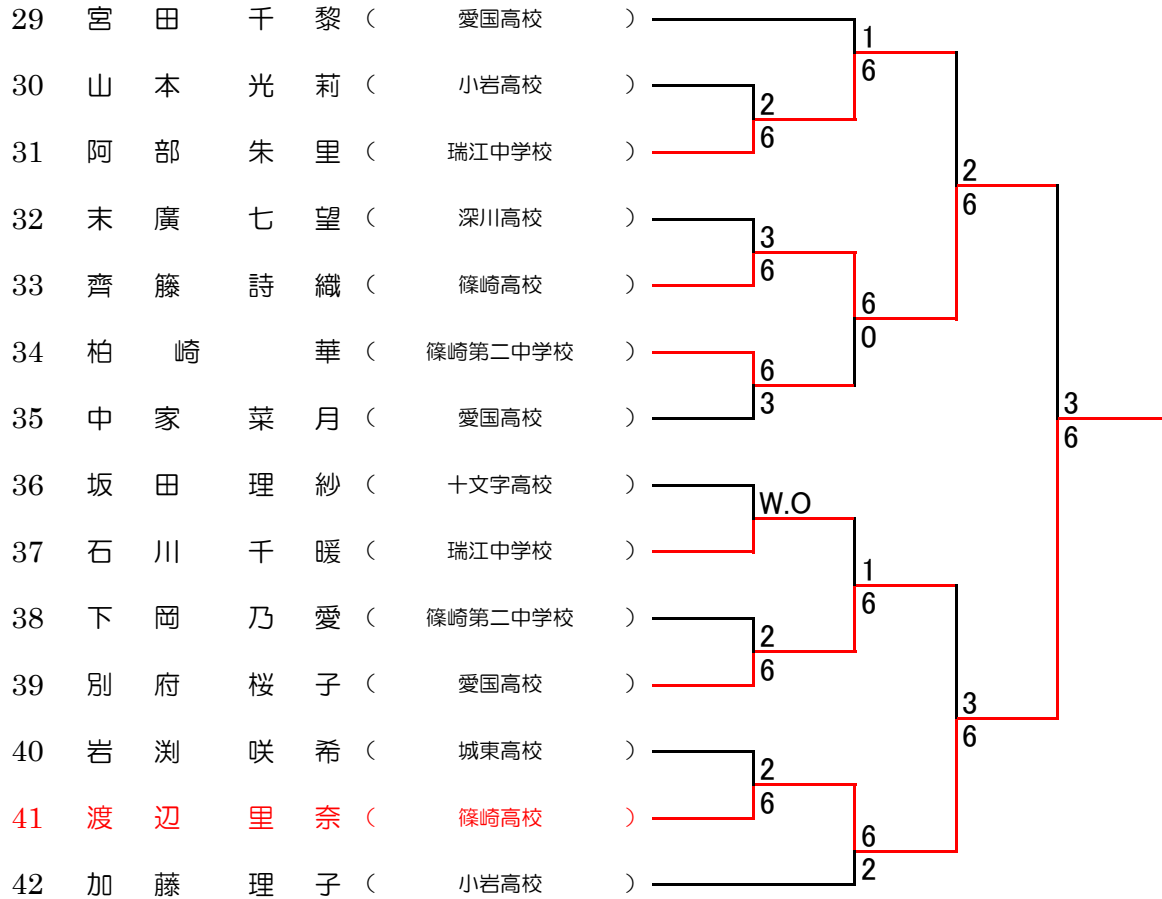 29 宮田 千黎 ( 愛国高校 )
1
6
30 山本 光莉 ( 小岩高校 )
2
6
31 阿部 朱里 ( 瑞江中学校 )
2
6
32 末廣 七望 ( 深川高校 )
3
6
33 齊籐 詩織 ( 篠崎高校 )
6
0
34 柏崎 華 ( 篠崎第二中学校 )
6
3
35 中家 菜月 ( 愛国高校 )
3
6
36 坂田 理紗 ( 十文字高校 )
W.O
37 石川 千暖 ( 瑞江中学校 )
1
6
38 下岡 乃愛 ( 篠崎第二中学校 )
2
6
39 別府 桜子 ( 愛国高校 )
3
6
40 岩渕 咲希 ( 城東高校 )
2
6
41 渡辺 里奈 ( 篠崎高校 )
6
2
42 加藤 理子 ( 小岩高校 )